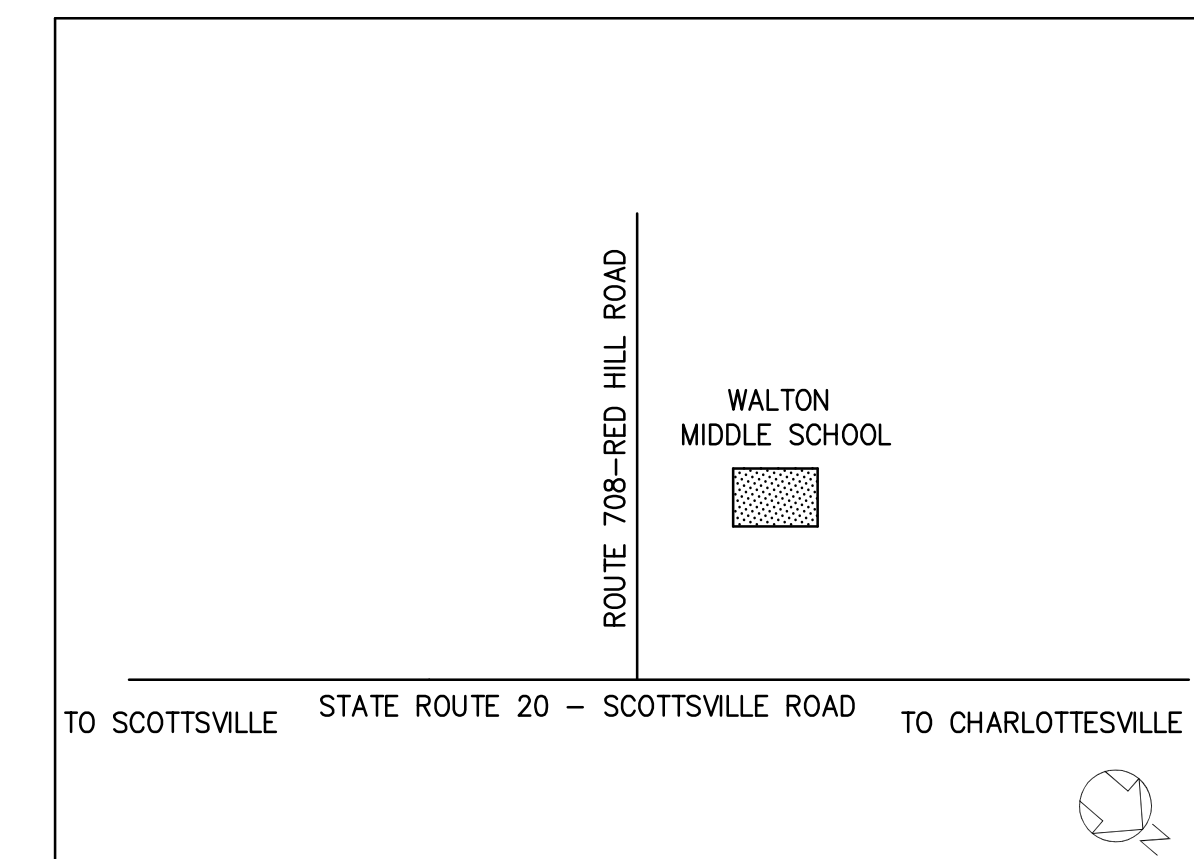 ROUTE 708-RED HILL ROAD
WALTON
MIDDLE SCHOOL
TO SCOTTSVILLE
STATE ROUTE 20 - SCOTTSVILLE ROAD
TO CHARLOTTESVILLE
N